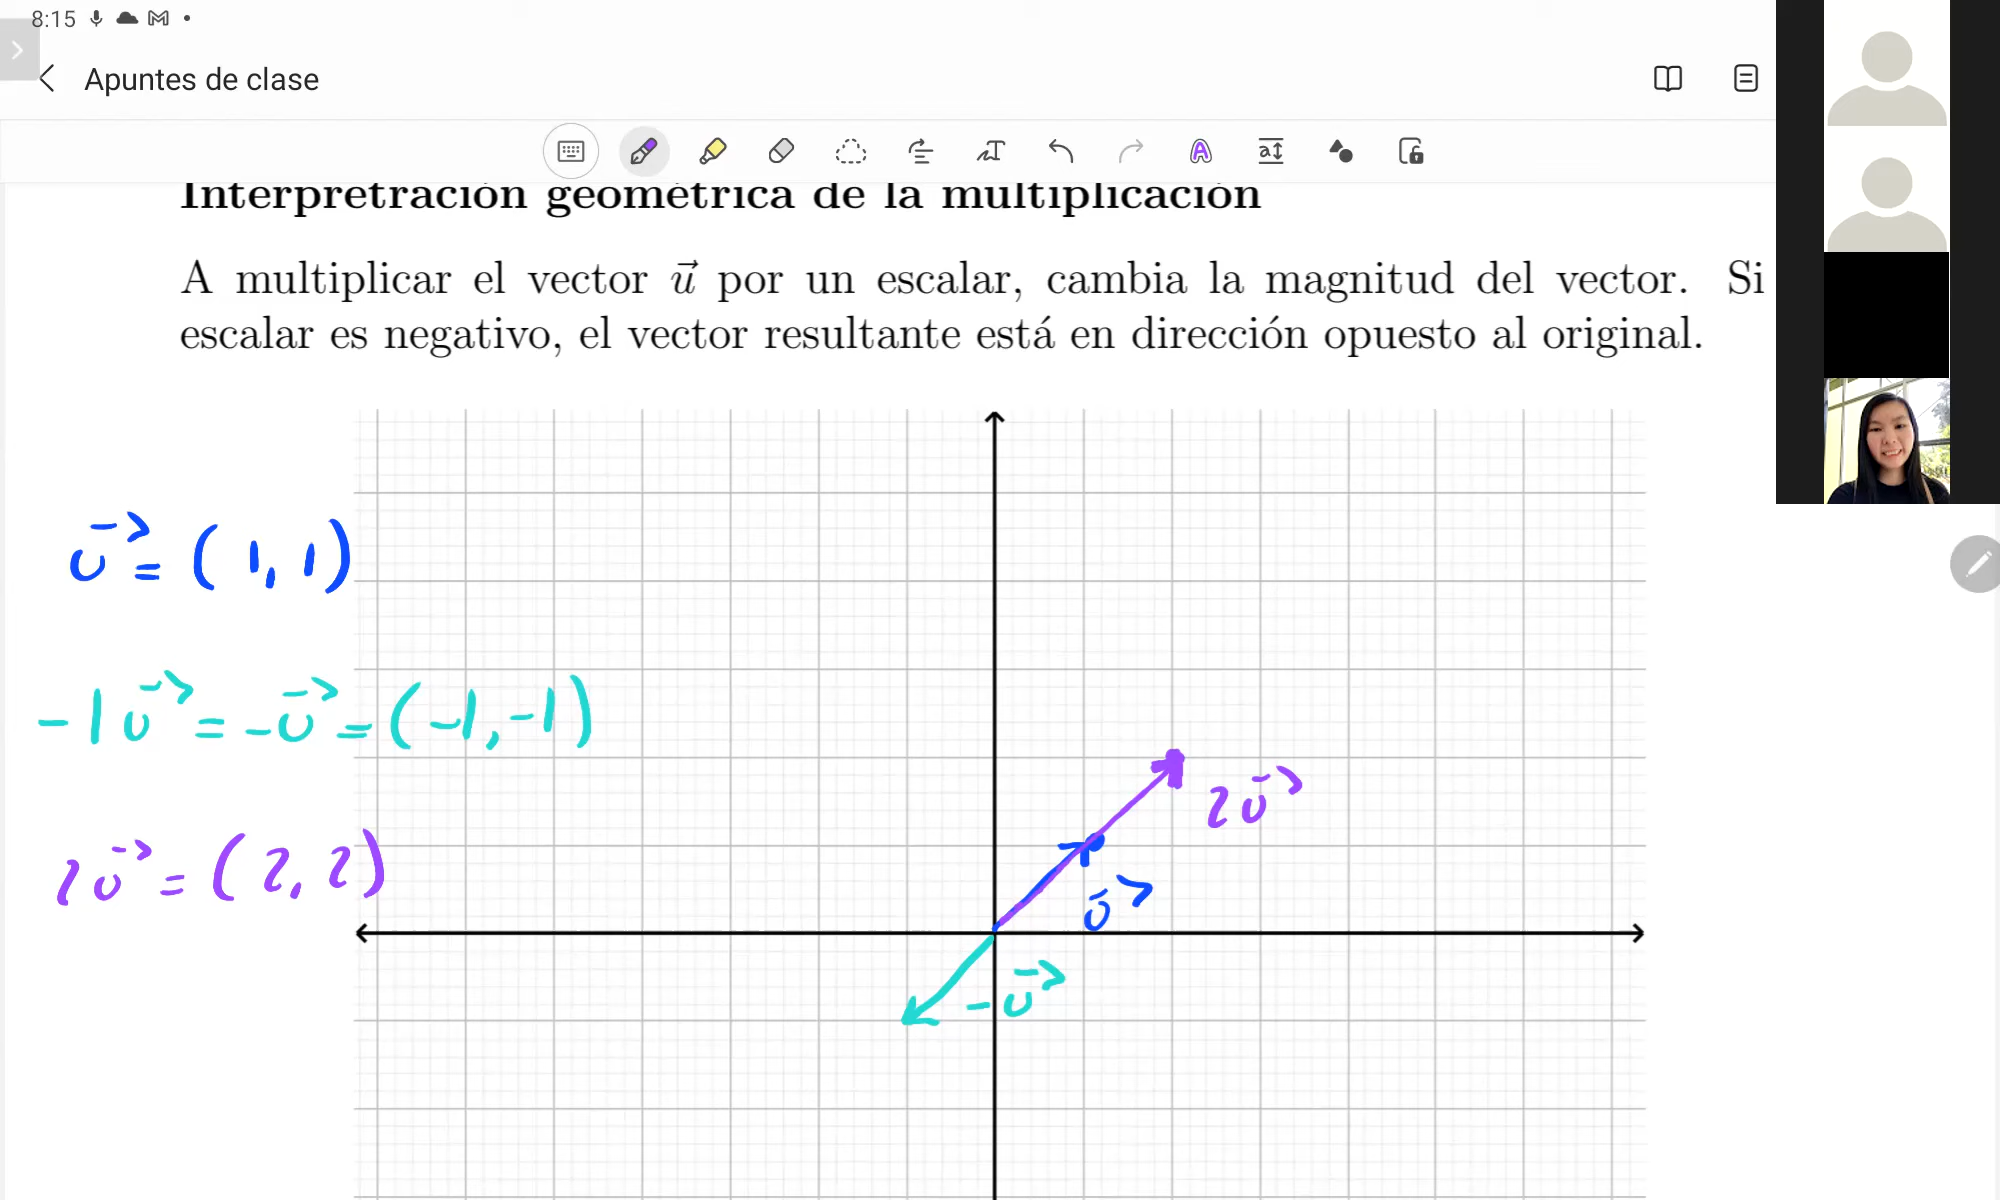 8:15
Apuntes de clase
Interpretración geométrica de la multiplicación
A multiplicar el vector u⃗ por un escalar, cambia la magnitud del vector. Si
escalar es negativo, el vector resultante está en dirección opuesto al original.
u⃗ = (1, 1)
-1u⃗ = -u⃗ = (-1, -1)
2u⃗ = (2, 2)
2u⃗
u⃗
-u⃗